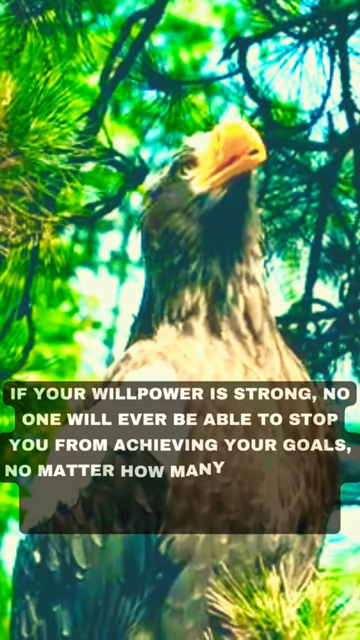 IF YOUR WILLPOWER IS STRONG, NO
ONE WILL EVER BE ABLE TO STOP
YOU FROM ACHIEVING YOUR GOALS,
NO MATTER HOW MANY